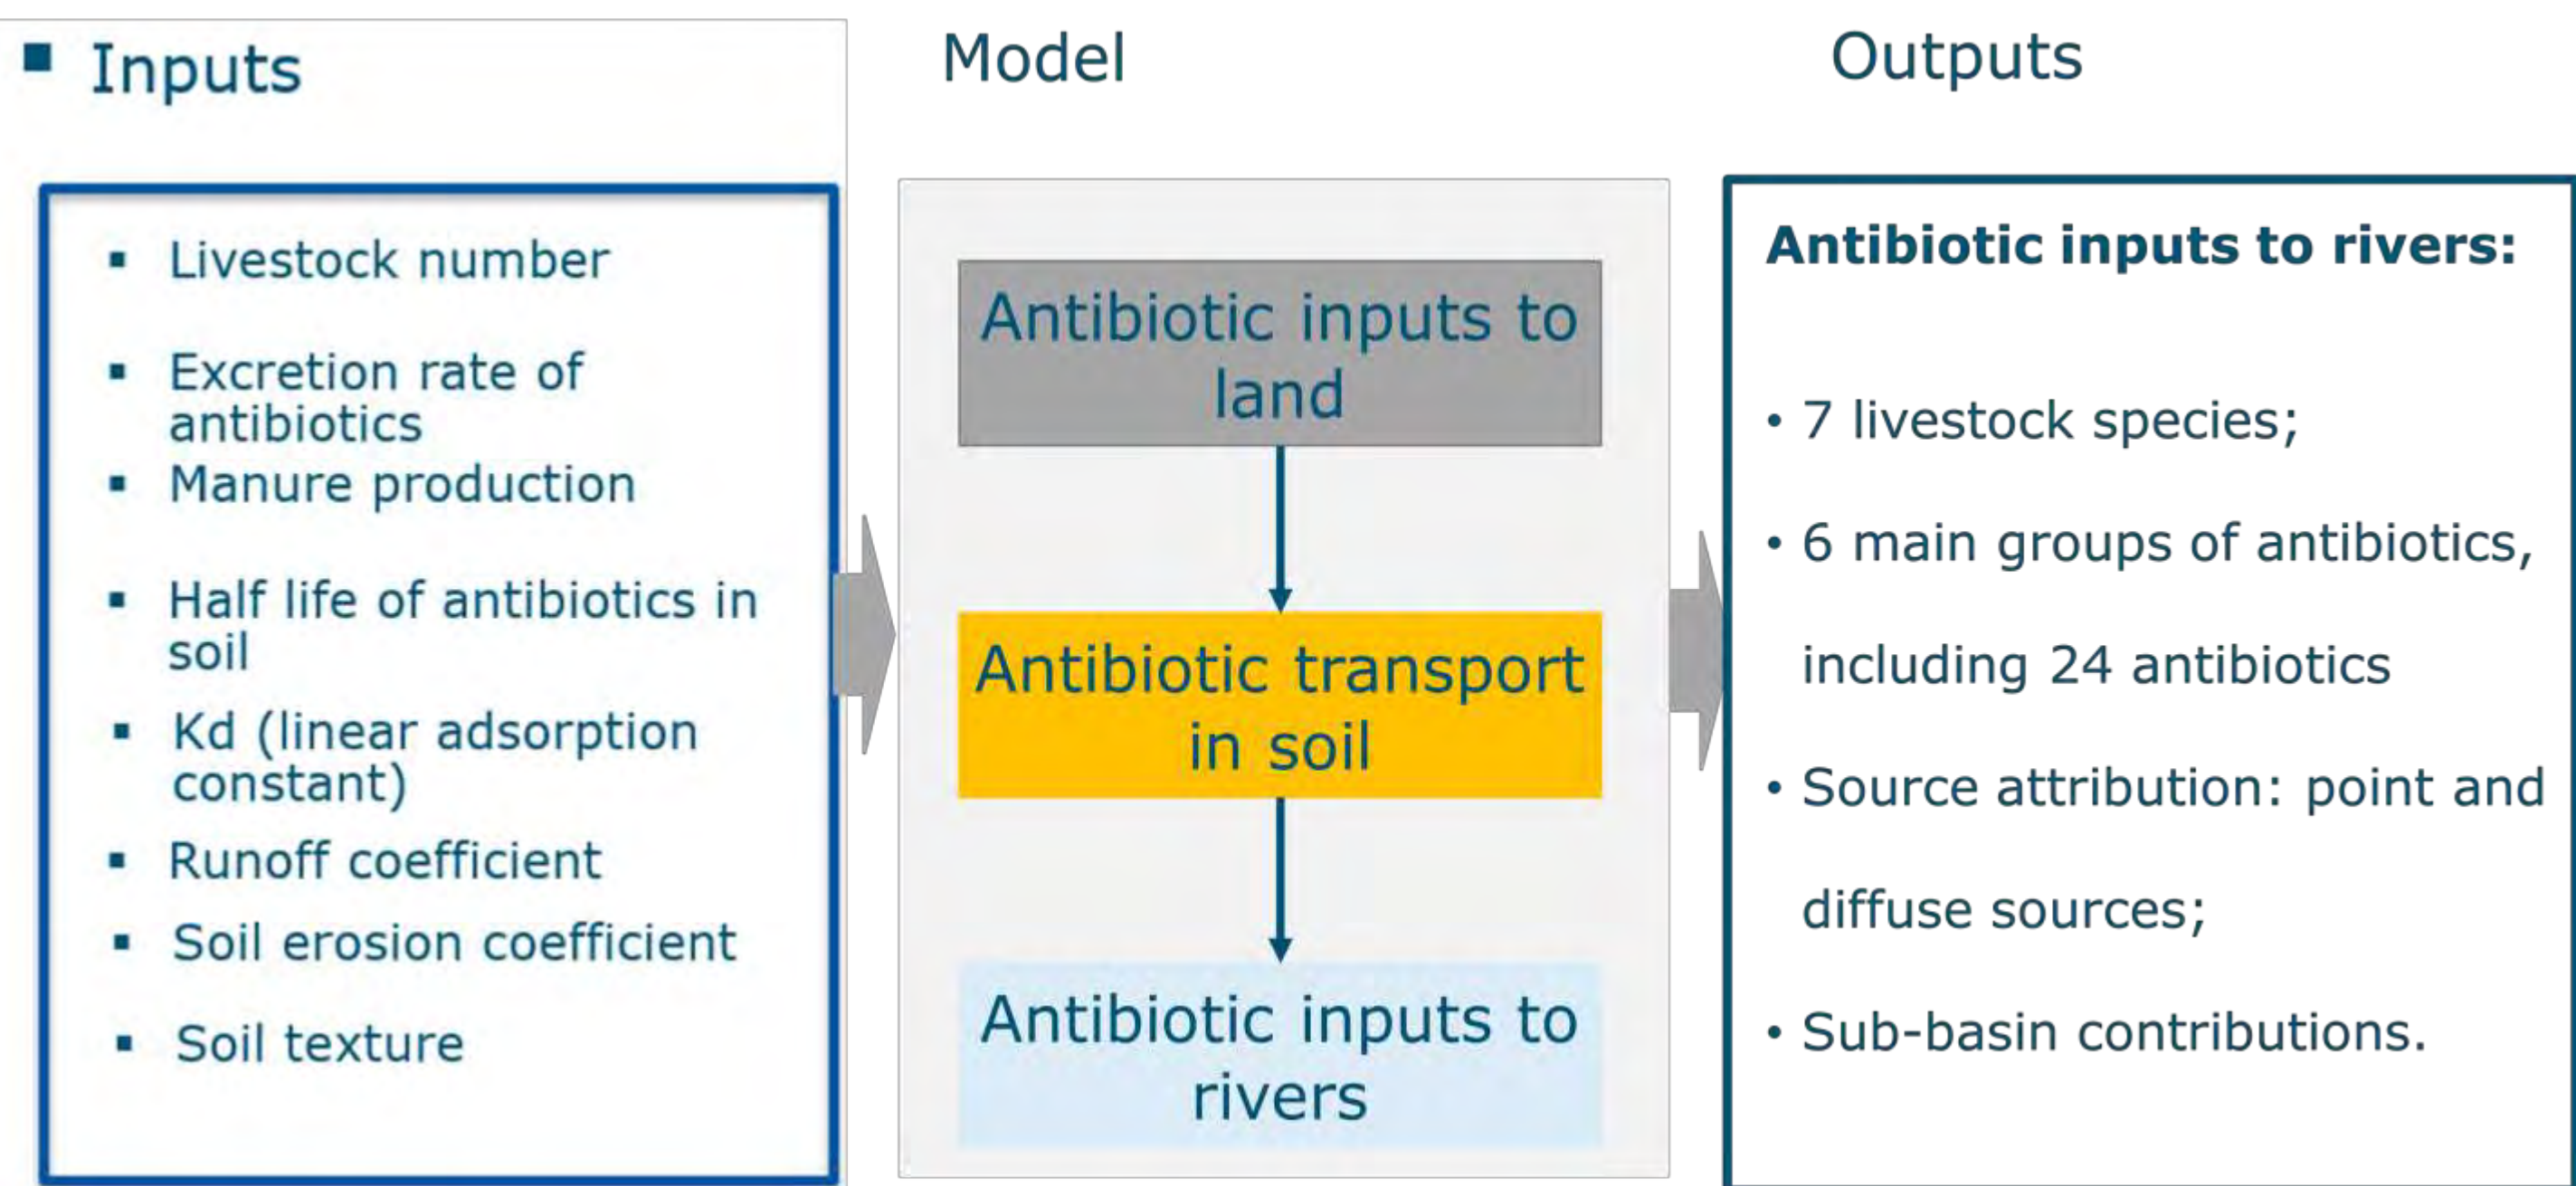 ▪ Inputs
▪ Livestock number
▪ Excretion rate of
antibiotics
▪ Manure production
▪ Half life of antibiotics in
soil
▪ Kd (linear adsorption
constant)
▪ Runoff coefficient
▪ Soil erosion coefficient
▪ Soil texture
Model
Antibiotic inputs to
land
Antibiotic transport
in soil
Antibiotic inputs to
rivers
Outputs
Antibiotic inputs to rivers:
• 7 livestock species;
• 6 main groups of antibiotics,
including 24 antibiotics
• Source attribution: point and
diffuse sources;
• Sub-basin contributions.